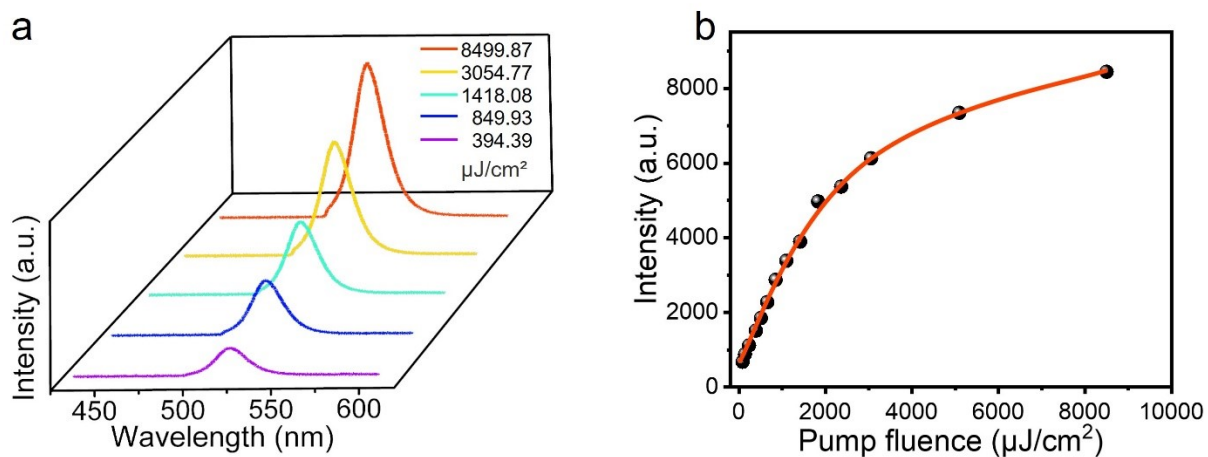 a
8499.87
3054.77
1418.08
849.93
394.39
µJ/cm²
Intensity (a.u.)
450
500
550
600
Wavelength (nm)
b
8000
6000
4000
2000
0
Intensity (a.u.)
0
2000
4000
6000
8000
10000
Pump fluence (µJ/cm²)